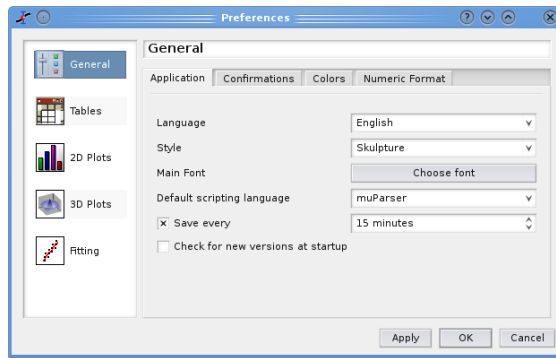 Preferences
General
Tables
2D Plots
3D Plots
Fitting
General
Application Confirmations Colors Numeric Format
Language English
Style Skulpture
Main Font Choose font
Default scripting language muParser
Save every 15 minutes
Check for new versions at startup
Apply OK Cancel